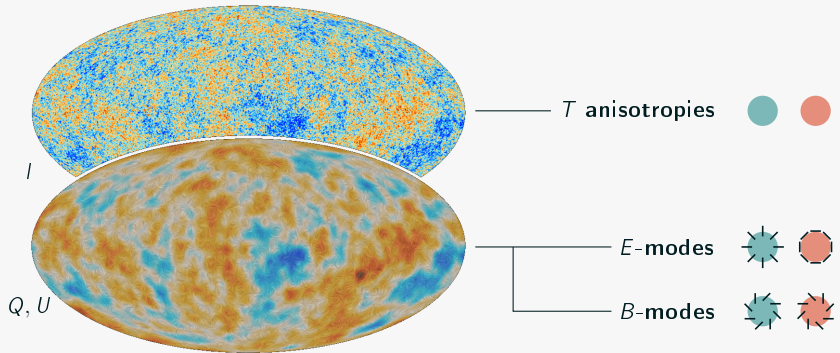 T anisotropies
I
E-modes
Q, U
B-modes